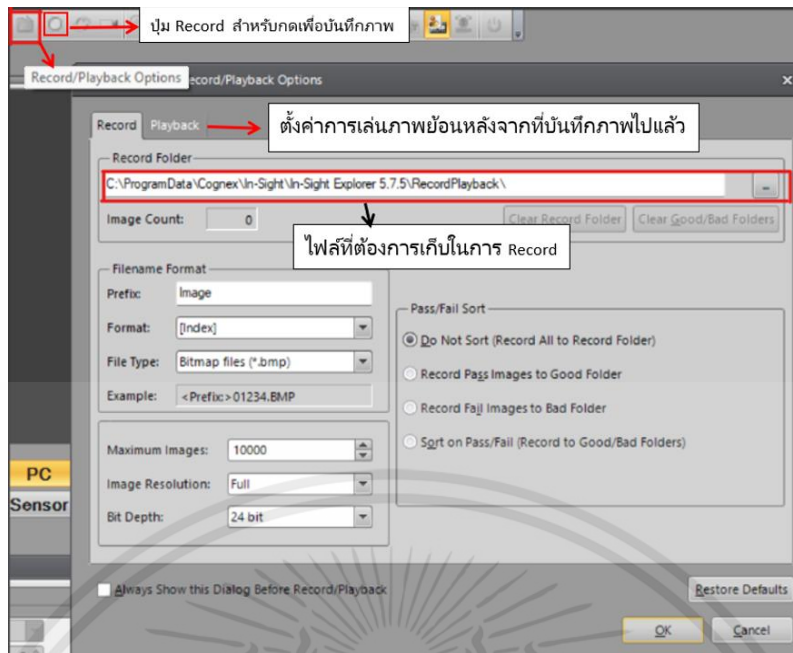 ปุ่ม Record สำหรับกดเพื่อบันทึกภาพ
Record/Playback Options
ecord/Playback Options
Record Playback
ตั้งค่าการเล่นภาพย้อนหลังจากที่บันทึกภาพไปแล้ว
Record Folder
C:\ProgramData\Cognex\In-Sight\In-Sight Explorer 5.7.5\RecordPlayback\
...
Image Count: 0
Clear Record Folder
Clear Good/Bad Folders
ไฟล์ที่ต้องการเก็บในการ Record
Filename Format
Prefix: Image
Format: [Index]
File Type: Bitmap files (*.bmp)
Example: <Prefix>01234.BMP
Pass/Fail Sort
Do Not Sort (Record All to Record Folder)
Record Pass Images to Good Folder
Record Fail Images to Bad Folder
Sort on Pass/Fail (Record to Good/Bad Folders)
Maximum Images: 10000
Image Resolution: Full
Bit Depth: 24 bit
PC
Sensor
Always Show this Dialog Before Record/Playback
Restore Defaults
OK
Cancel